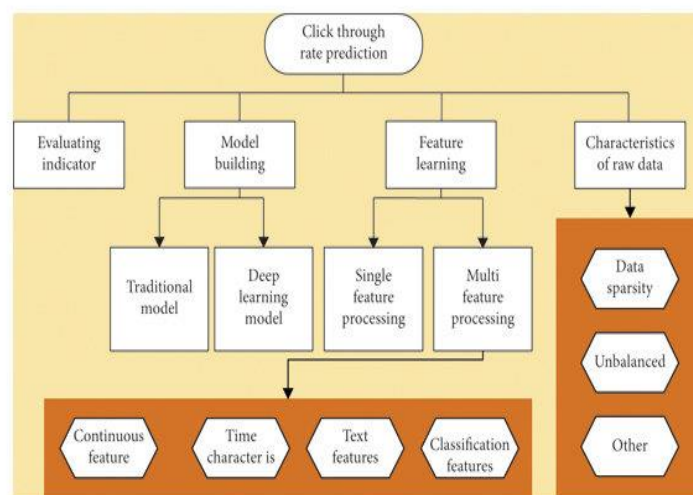 Click through
rate prediction
Evaluating
indicator
Model
building
Feature
learning
Characteristics
of raw data
Traditional
model
Deep
learning
model
Single
feature
processing
Multi
feature
processing
Data
sparsity
Unbalanced
Other
Continuous
feature
Time
character is
Text
features
Classification
features